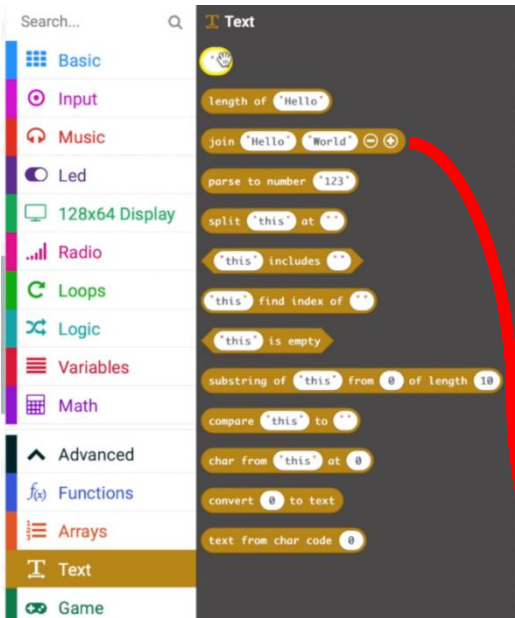 Search...
Basic
Input
Music
Led
128x64 Display
Radio
Loops
Logic
Variables
Math
Advanced
f(x) Functions
Arrays
T Text
Game
T Text
length of "Hello"
join "Hello" "World" - +
parse to number "123"
split "this" at " "
"this" includes " "
"this" find index of " "
"this" is empty
substring of "this" from 0 of length 10
compare "this" to " "
char from "this" at 0
convert 0 to text
text from char code 0